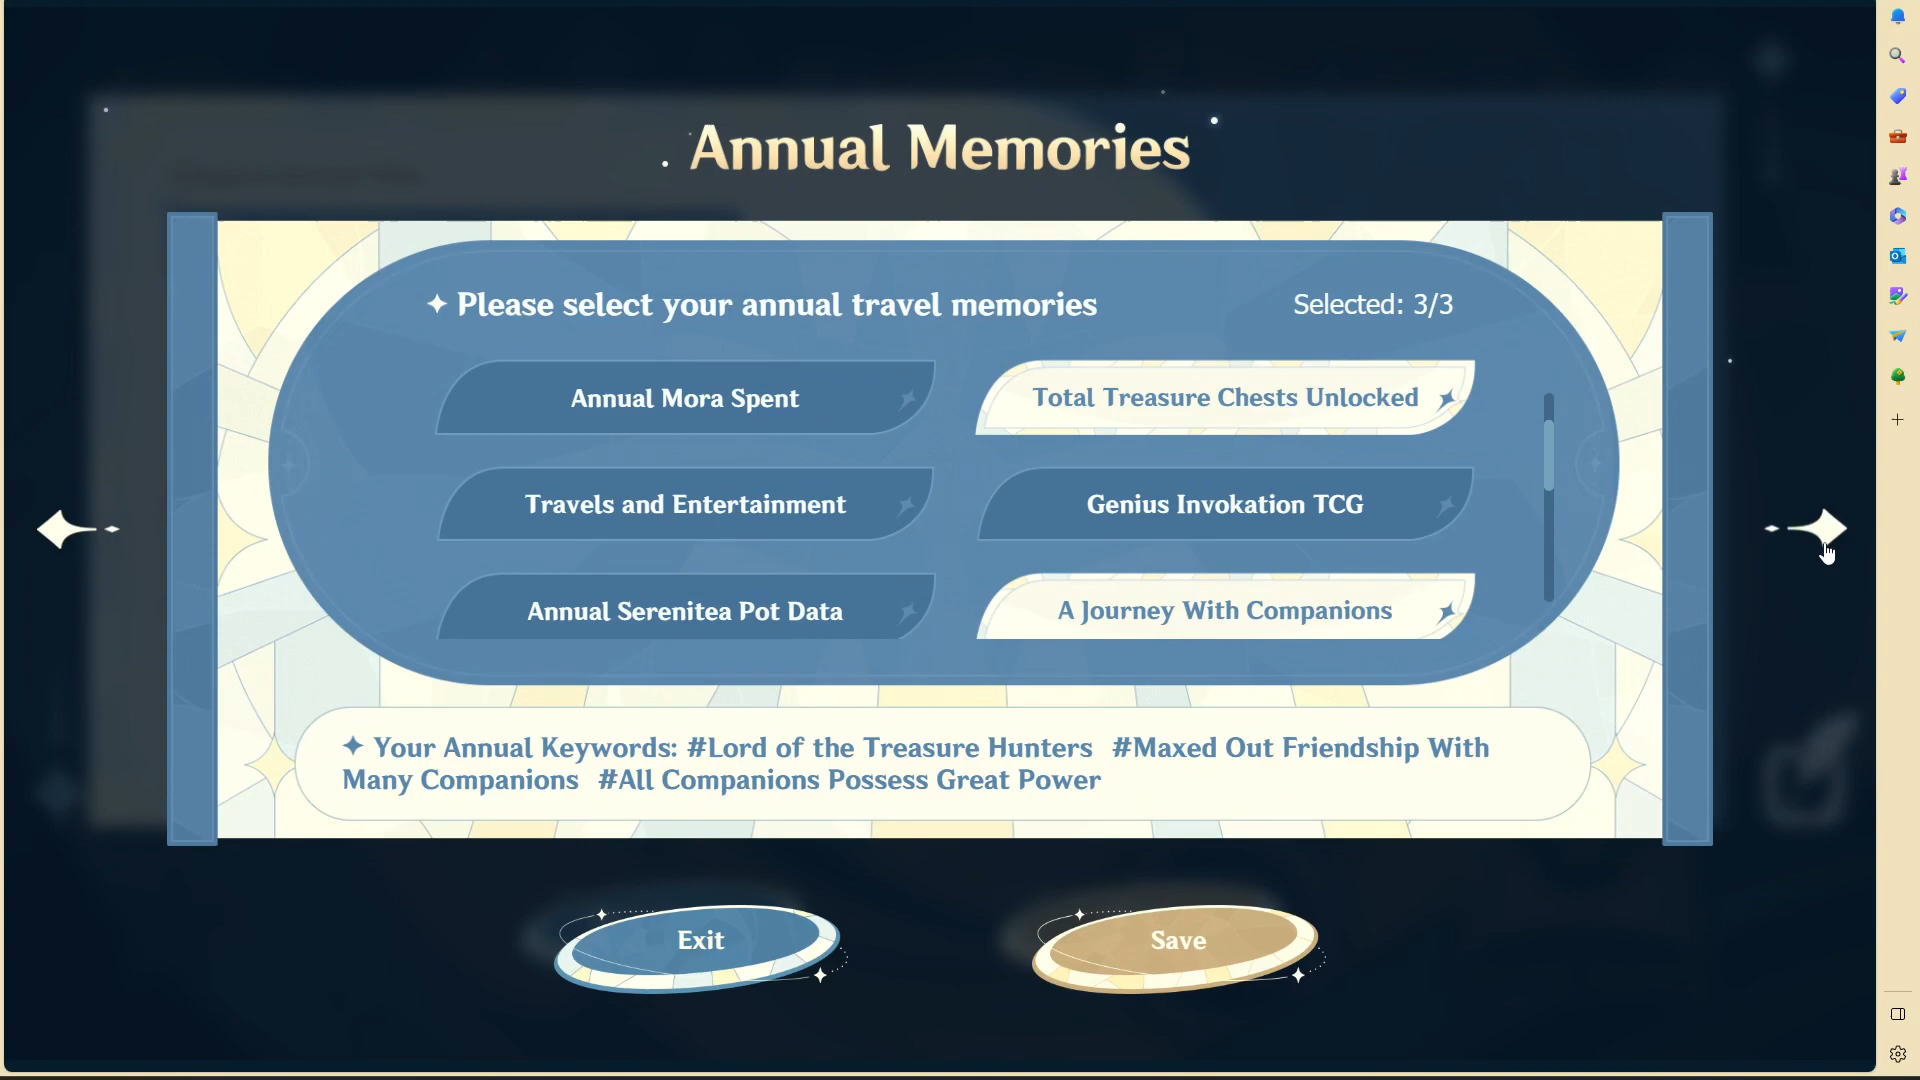 Annual Memories
Please select your annual travel memories
Selected: 3/3
Annual Mora Spent
Total Treasure Chests Unlocked
Travels and Entertainment
Genius Invokation TCG
Annual Serenitea Pot Data
A Journey With Companions
Your Annual Keywords: #Lord of the Treasure Hunters #Maxed Out Friendship With
Many Companions #All Companions Possess Great Power
Exit
Save